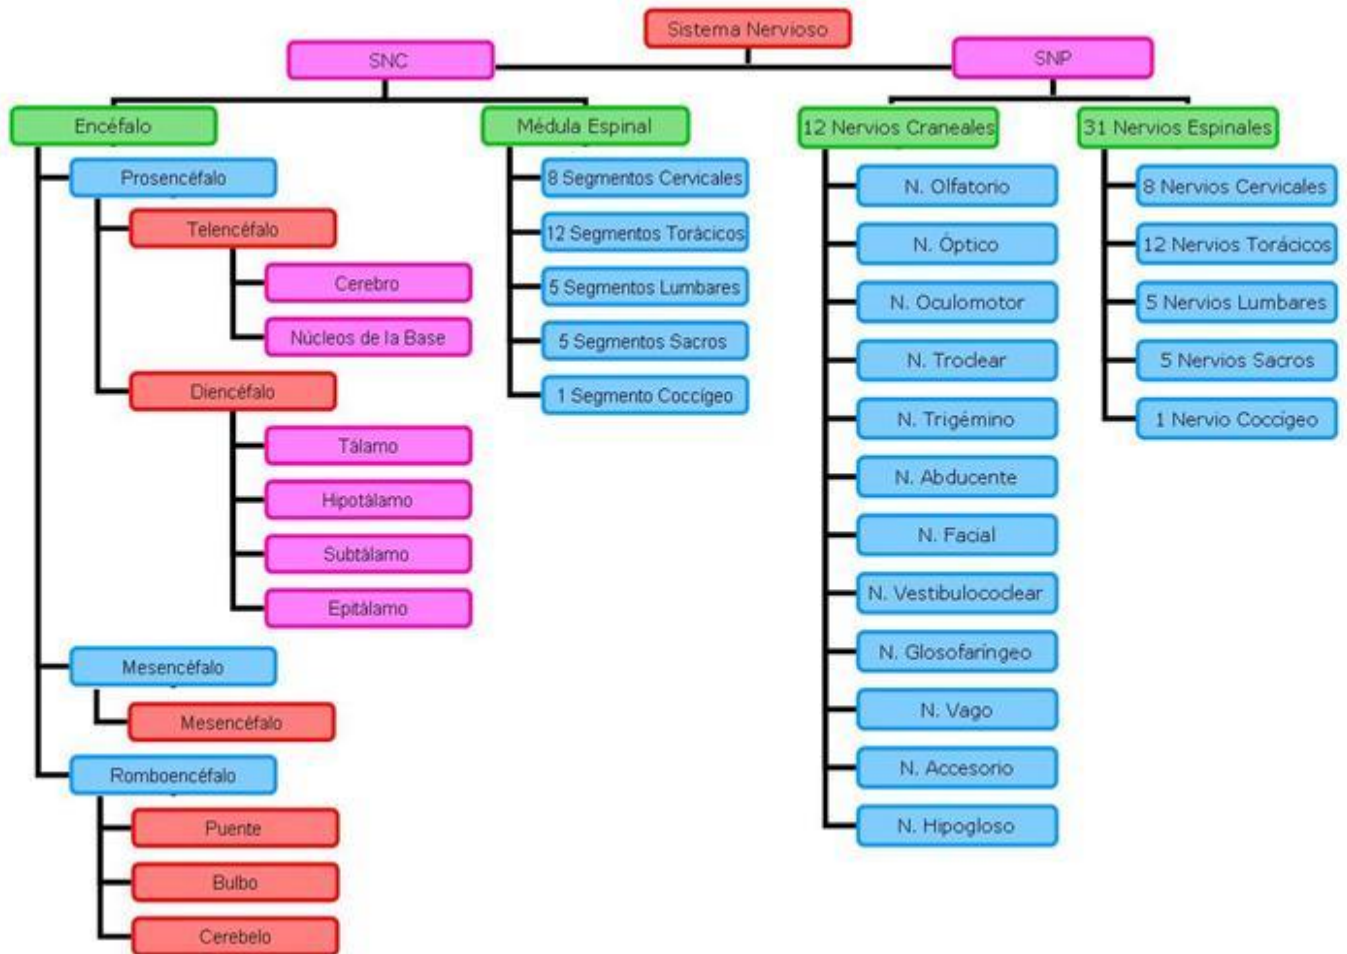 Sistema Nervioso
SNC
SNP
Encéfalo
Médula Espinal
12 Nervios Craneales
31 Nervios Espinales
Prosencéfalo
Telencéfalo
Cerebro
Núcleos de la Base
Diencéfalo
Tálamo
Hipotálamo
Subtálamo
Epitálamo
Mesencéfalo
Mesencéfalo
Romboencéfalo
Puente
Bulbo
Cerebelo
8 Segmentos Cervicales
12 Segmentos Torácicos
5 Segmentos Lumbares
5 Segmentos Sacros
1 Segmento Coccígeo
N. Olfatorio
N. Óptico
N. Oculomotor
N. Troclear
N. Trigémino
N. Abducente
N. Facial
N. Vestibulococlear
N. Glosofaríngeo
N. Vago
N. Accesorio
N. Hipogloso
8 Nervios Cervicales
12 Nervios Torácicos
5 Nervios Lumbares
5 Nervios Sacros
1 Nervio Coccígeo